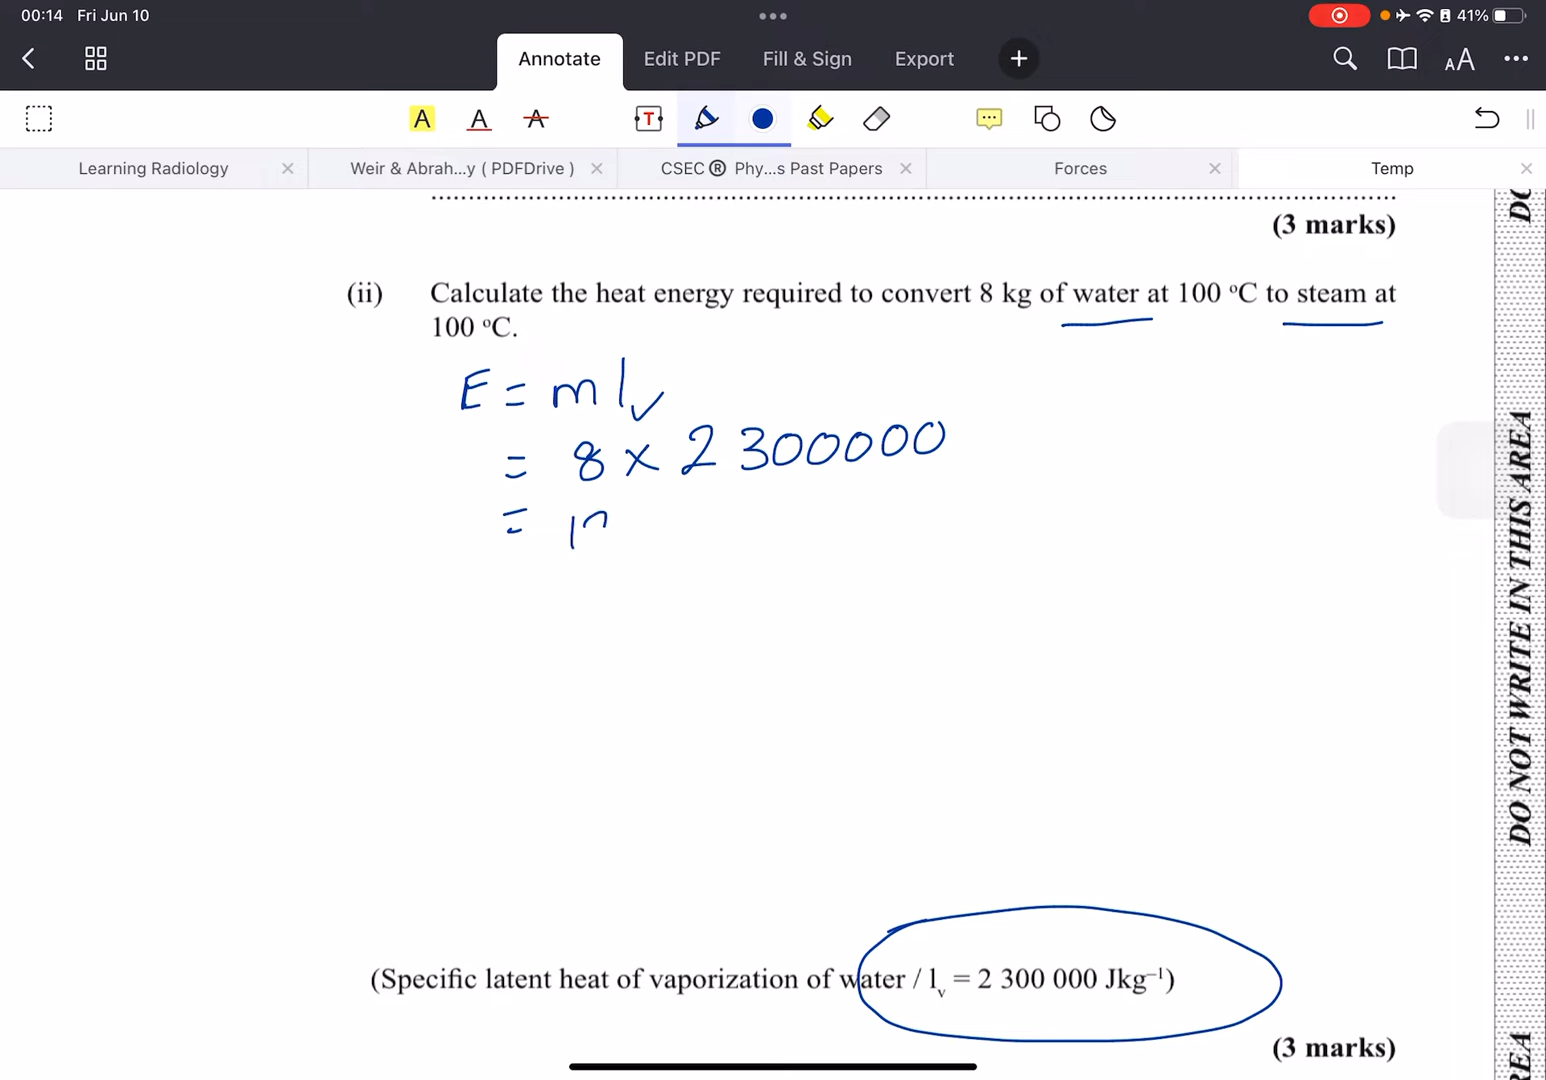 00:14 Fri Jun 10
41%
Annotate Edit PDF Fill & Sign Export
AA
A A A T
Learning Radiology
Weir & Abrah...y ( PDFDrive )
CSEC ® Phy...s Past Papers
Forces
Temp
(3 marks)
(ii) Calculate the heat energy required to convert 8 kg of water at 100 °C to steam at
100 °C.
E = m lv
= 8 × 2 300000
=
(Specific latent heat of vaporization of water / lv = 2 300 000 Jkg⁻¹)
(3 marks)
DO NOT WRITE IN THIS AREA